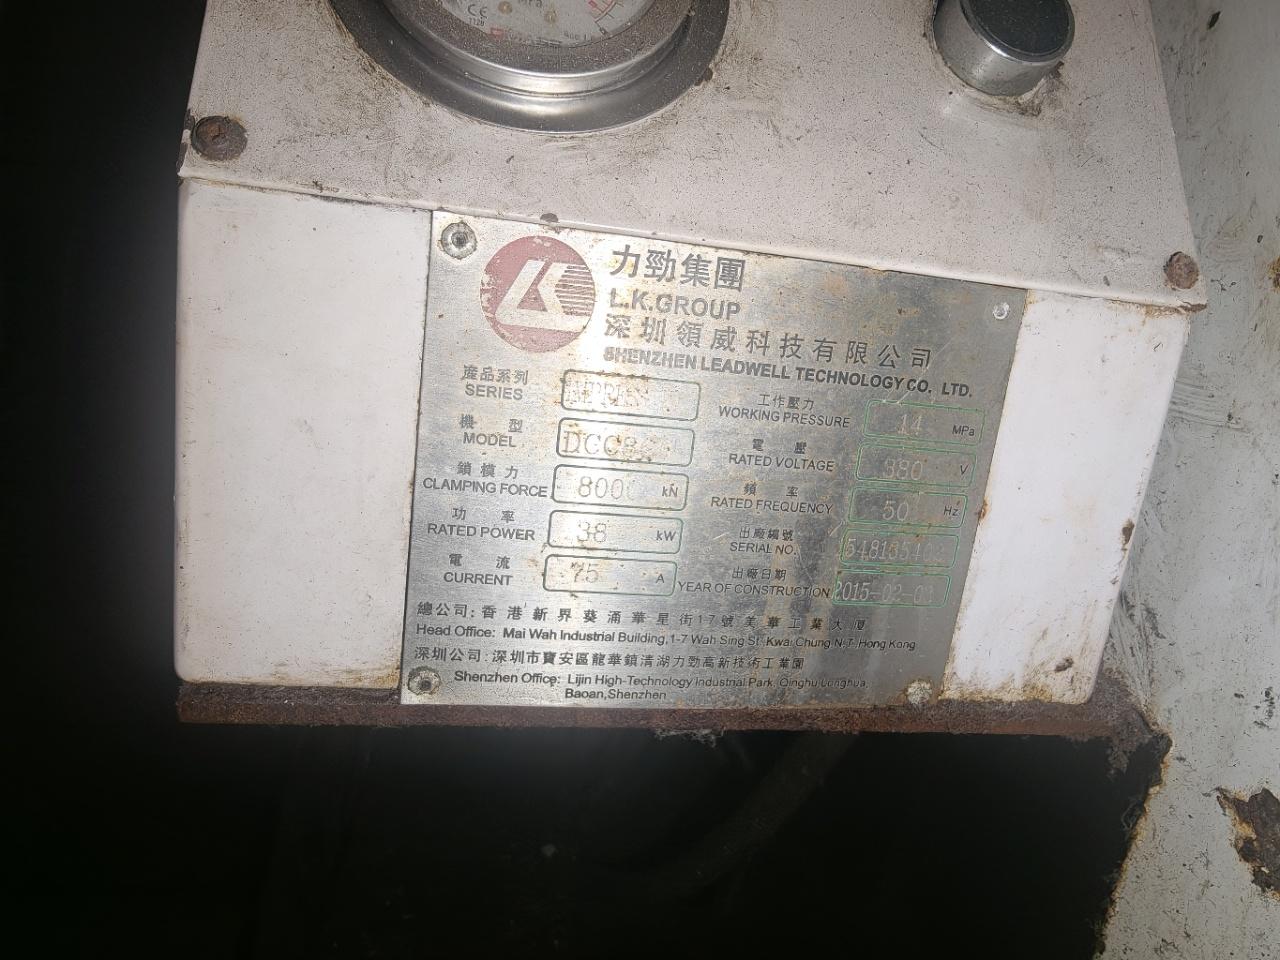 MPa
CE
1128
力勁集團
L.K.GROUP
深圳領威科技有限公司
SHENZHEN LEADWELL TECHNOLOGY CO., LTD.
產品系列
SERIES
機 型
MODEL
鎖模力
CLAMPING FORCE kN
功 率
RATED POWER 38 kW
電 流
CURRENT 75 A
工作壓力
WORKING PRESSURE 14 MPa
電 壓
RATED VOLTAGE 380 V
頻 率
RATED FREQUENCY 50 Hz
出廠編號
SERIAL NO.
出廠日期
YEAR OF CONSTRUCTION
總公司:香港新界葵涌華星街17號美華工業大廈
Head Office: Mai Wah Industrial Building,1-7 Wah Sing St. Kwai Chung N.T. Hong Kong
深圳公司:深圳市寶安區龍華鎮清湖力勁高新技術工業園
Shenzhen Office: Lijin High-Technology Industrial Park, Qinghu Longhua,
Baoan,Shenzhen